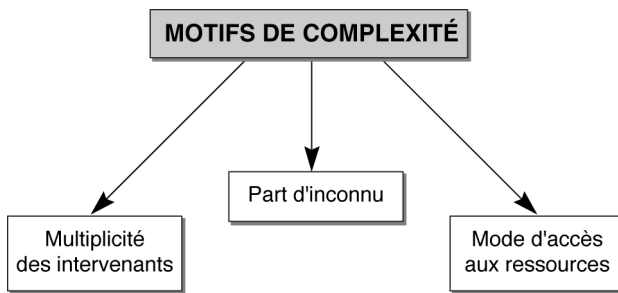 MOTIFS DE COMPLEXITÉ
Part d'inconnu
Multiplicité
des intervenants
Mode d'accès
aux ressources